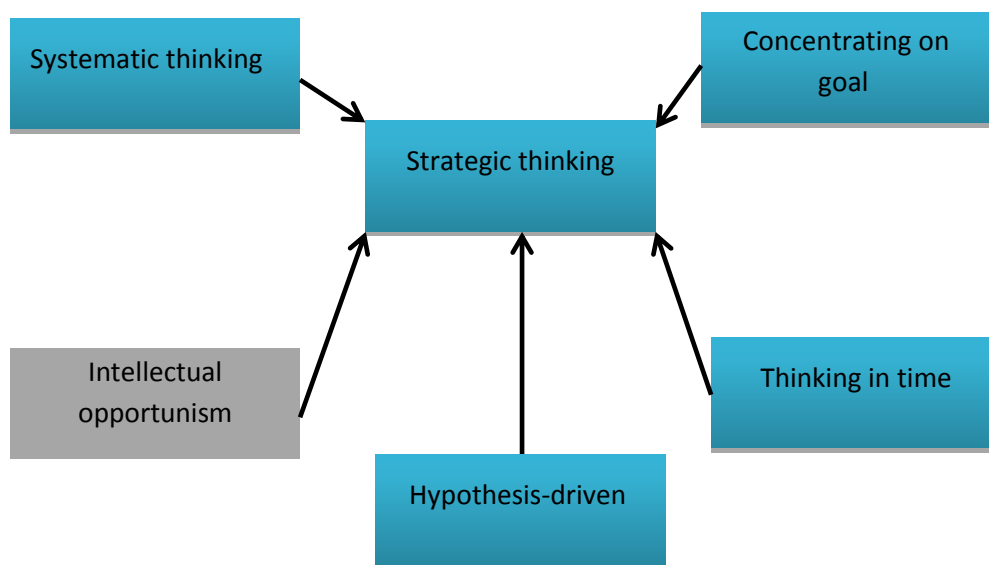 Systematic thinking
Concentrating on
goal
Strategic thinking
Intellectual
opportunism
Thinking in time
Hypothesis-driven